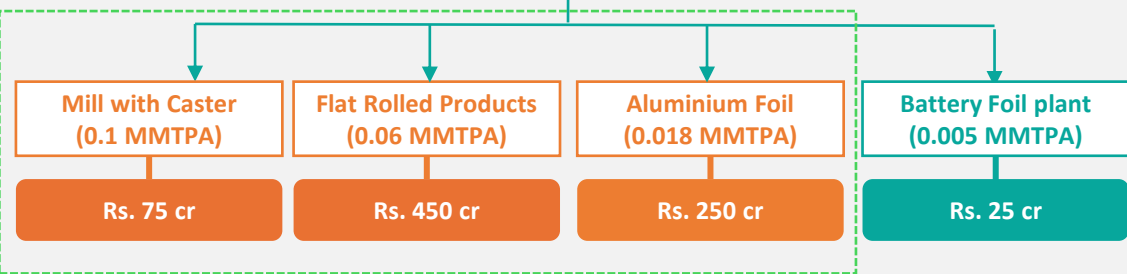 Mill with Caster
(0.1 MMTPA)
Flat Rolled Products
(0.06 MMTPA)
Aluminium Foil
(0.018 MMTPA)
Battery Foil plant
(0.005 MMTPA)
Rs. 75 cr
Rs. 450 cr
Rs. 250 cr
Rs. 25 cr